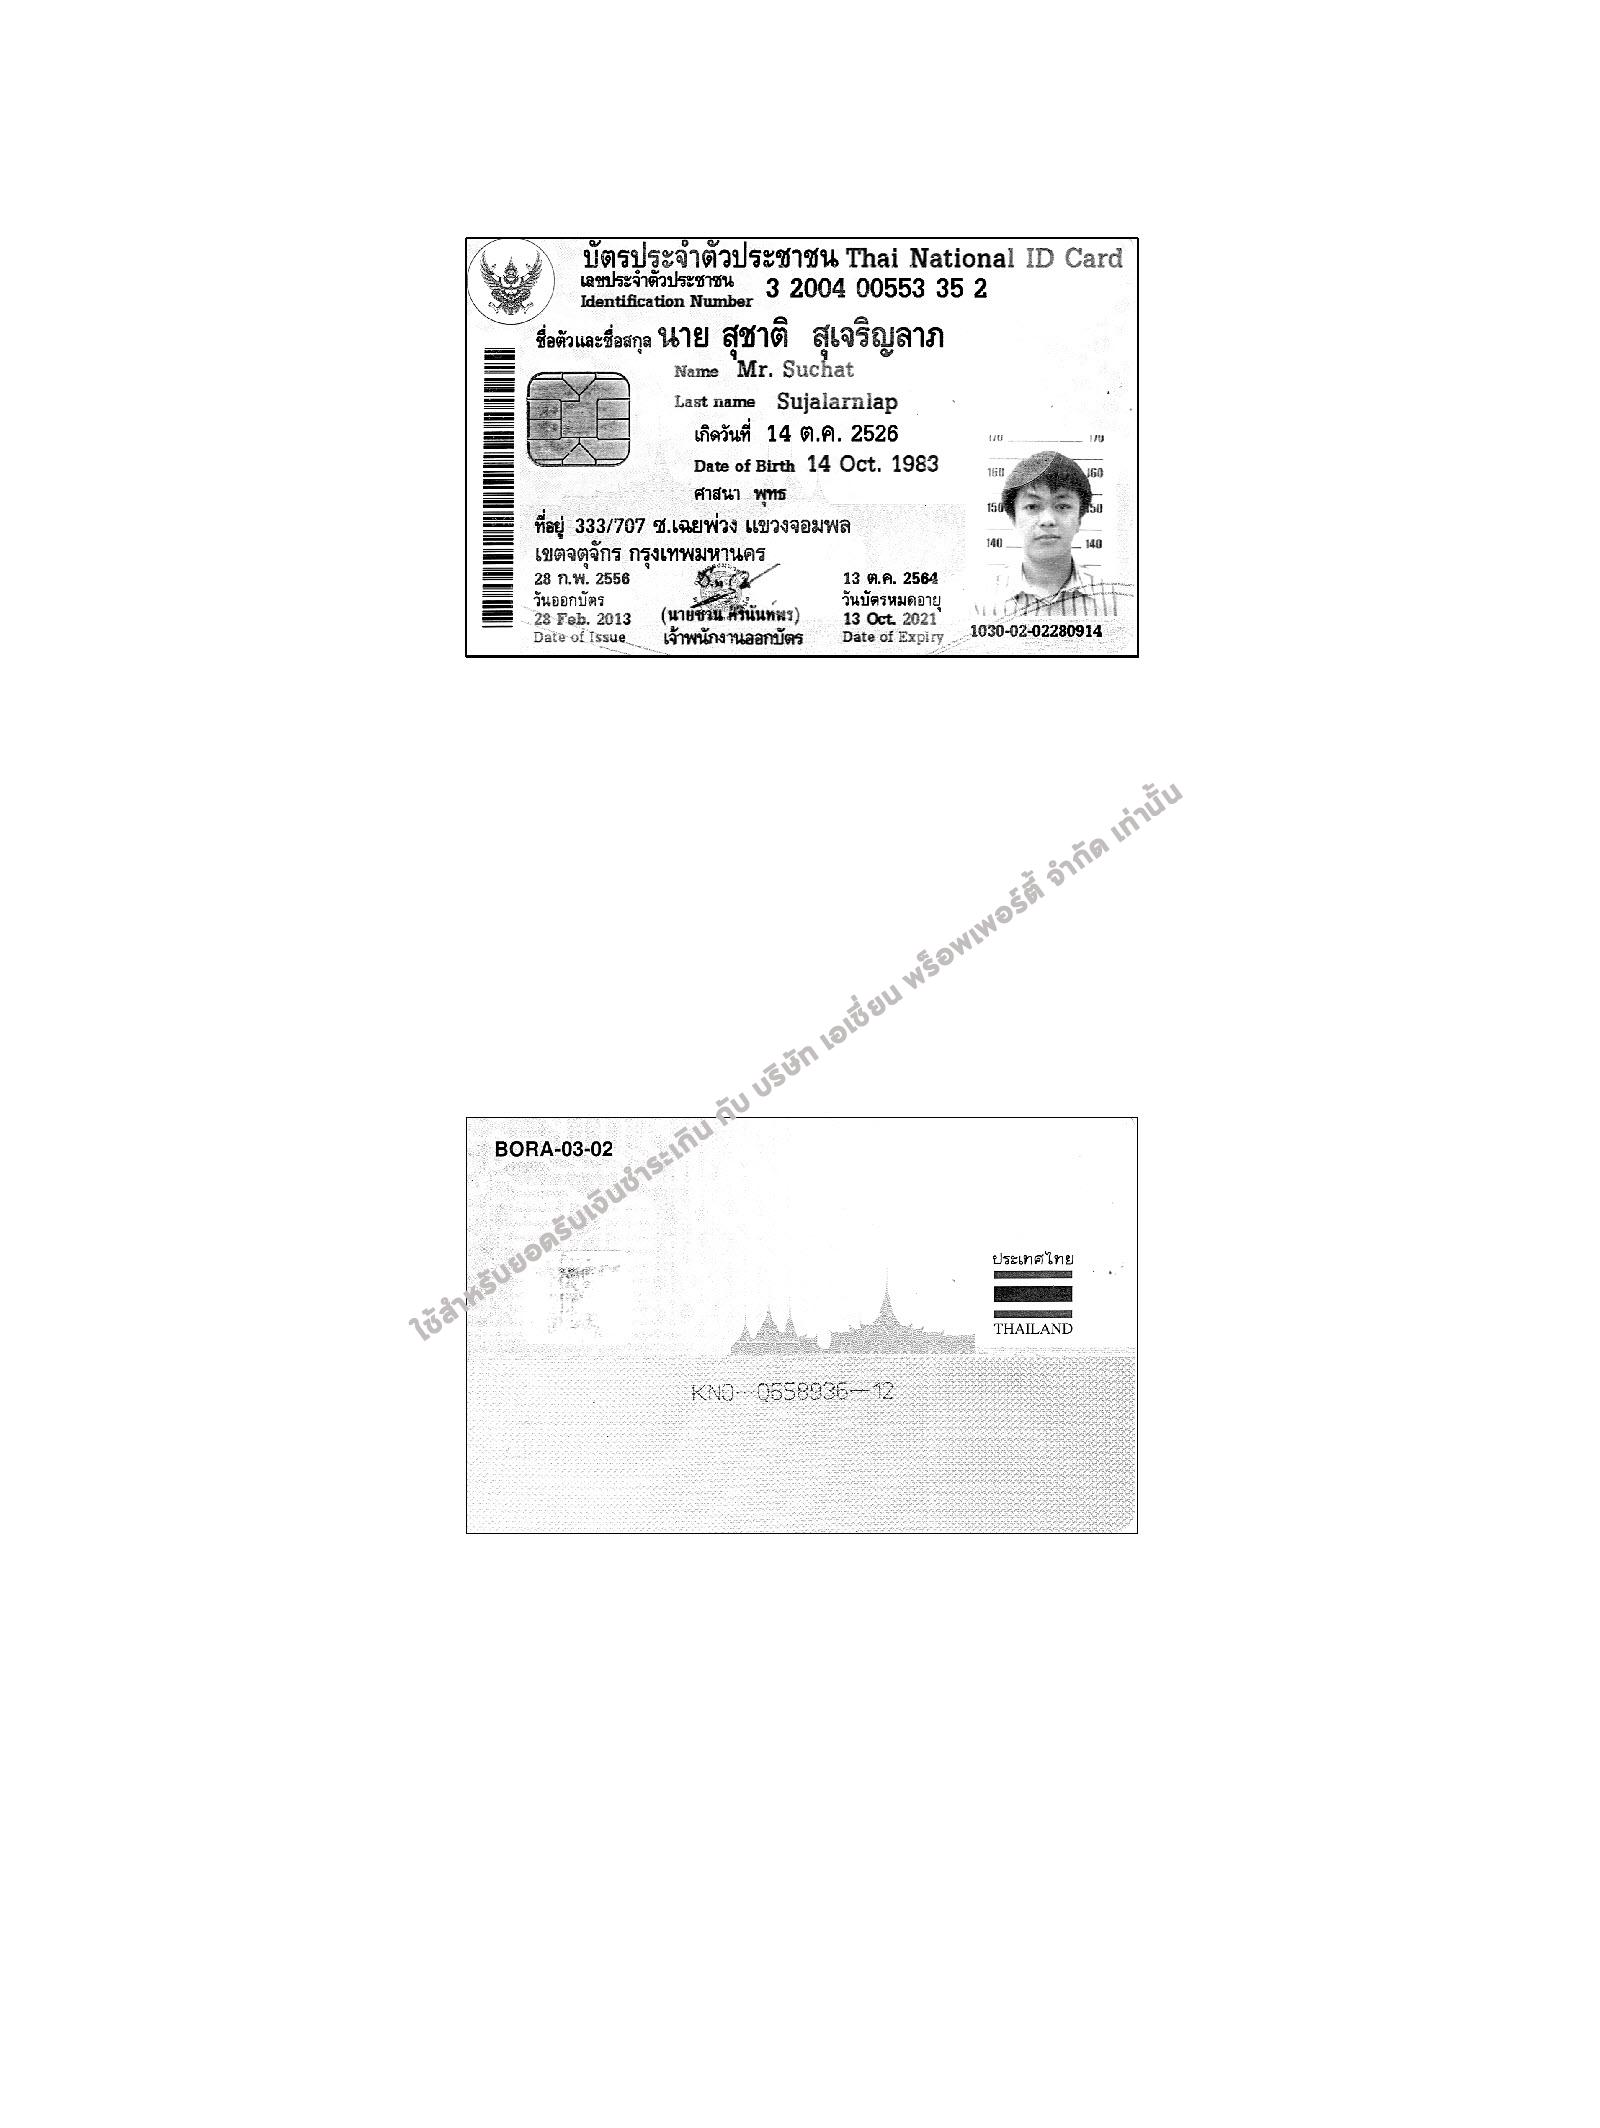 บัตรประจำตัวประชาชน Thai National ID Card
เลขประจำตัวประชาชน
Identification Number 3 2004 00553 35 2
ชื่อตัวและชื่อสกุล นาย สุชาติ สุเจริญลาภ
Name Mr. Suchat
Last name Sujalarnlap
เกิดวันที่ 14 ต.ค. 2526
Date of Birth 14 Oct. 1983
ศาสนา พุทธ
ที่อยู่ 333/707 ซ.เฉยพ่วง แขวงจอมพล
เขตจตุจักร กรุงเทพมหานคร
28 ก.พ. 2556
วันออกบัตร
28 Feb. 2013
Date of Issue
(นายชวน ศิรินันท์พร)
เจ้าพนักงานออกบัตร
13 ต.ค. 2564
วันบัตรหมดอายุ
13 Oct. 2021
Date of Expiry
170 170
160 160
150 150
140 140
1030-02-02280914
ใช้สำหรับยอดรับเงินชำระเกิน กับ บริษัท เอเชี่ยน พร็อพเพอร์ตี้ จำกัด เท่านั้น
BORA-03-02
ประเทศไทย
THAILAND